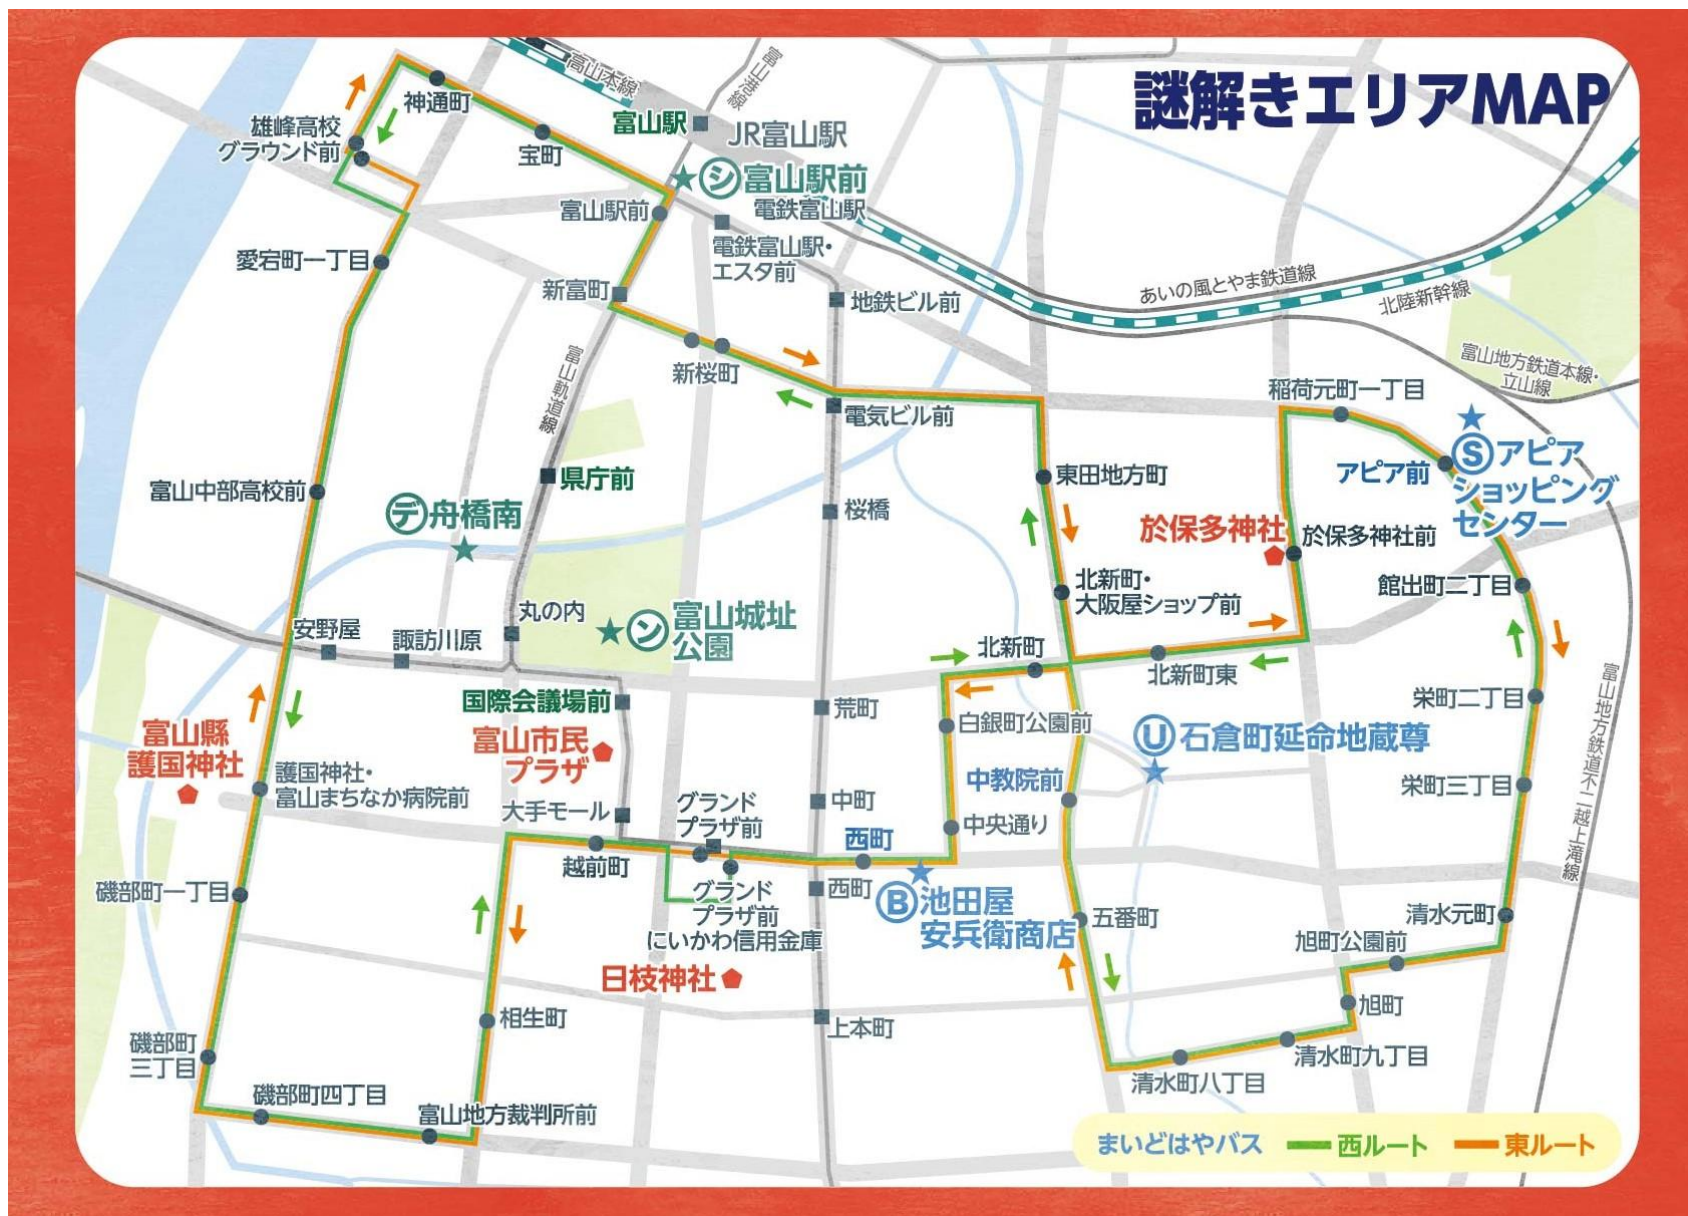 謎解きエリアMAP
高山本線
富山港線
神通町
富山駅
JR富山駅
雄峰高校
グラウンド前
宝町
シ
富山駅前
電鉄富山駅
富山駅前
電鉄富山駅・
エスタ前
愛宕町一丁目
新富町
地鉄ビル前
あいの風とやま鉄道線
北陸新幹線
富山軌道線
新桜町
富山地方鉄道本線・
立山線
稲荷元町一丁目
電気ビル前
S
アピア
ショッピング
センター
アピア前
富山中部高校前
県庁前
デ
舟橋南
桜橋
東田地方町
於保多神社
於保多神社前
北新町・
大阪屋ショップ前
館出町二丁目
安野屋
諏訪川原
丸の内
ン
富山城址
公園
北新町
北新町東
富山地方鉄道不二越上滝線
国際会議場前
荒町
白銀町公園前
栄町二丁目
富山縣
護国神社
富山市民
プラザ
U
石倉町延命地蔵尊
護国神社・
富山まちなか病院前
大手モール
グランド
プラザ前
中町
中教院前
栄町三丁目
中央通り
西町
越前町
磯部町一丁目
グランド
プラザ前
にいかわ信用金庫
西町
B
池田屋
安兵衛商店
五番町
清水元町
旭町公園前
日枝神社
相生町
上本町
旭町
磯部町
三丁目
清水町九丁目
清水町八丁目
磯部町四丁目
富山地方裁判所前
まいどはやバス
西ルート
東ルート